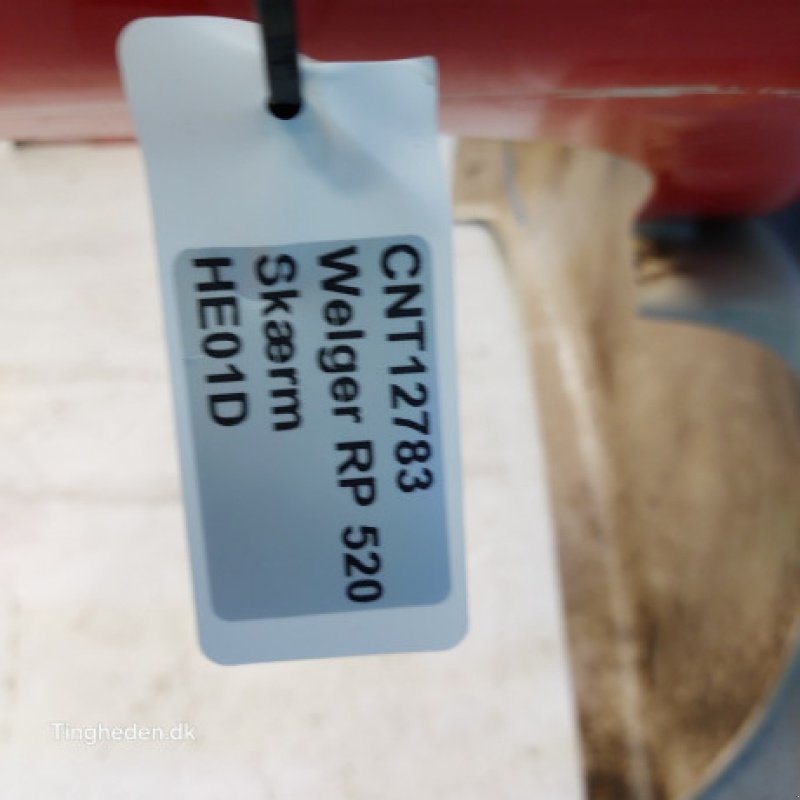 CNT12783
Welger RP 520
Skærm
HE01D
Tingheden.dk